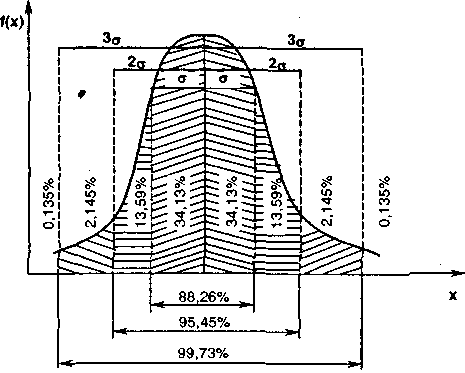 f(x)
3σ 3σ
2σ 2σ
σ σ
0,135% 2,145% 13,59% 34,13% 34,13% 13,59% 2,145% 0,135%
x
88,26%
95,45%
99,73%